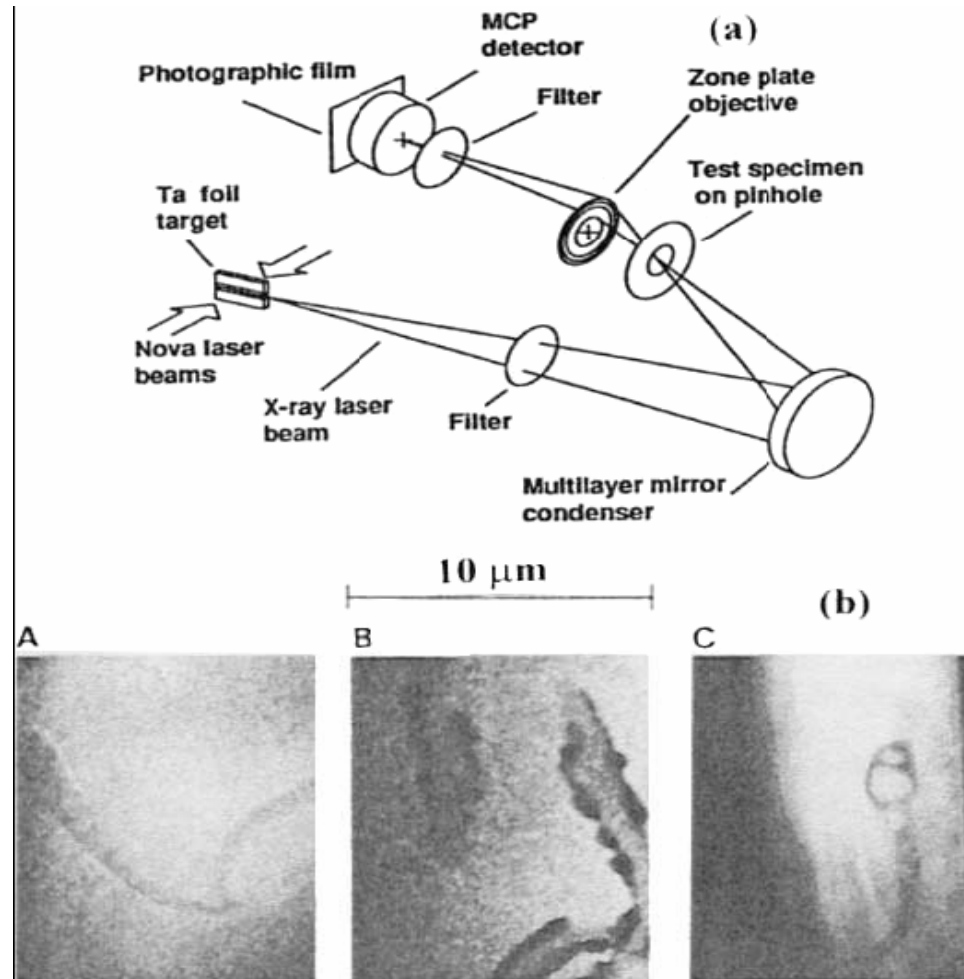 (a)
MCP
detector
Photographic film
Filter
Zone plate
objective
Test specimen
on pinhole
Ta foil
target
Nova laser
beams
X-ray laser
beam
Filter
Multilayer mirror
condenser
10 μm
(b)
A
B
C